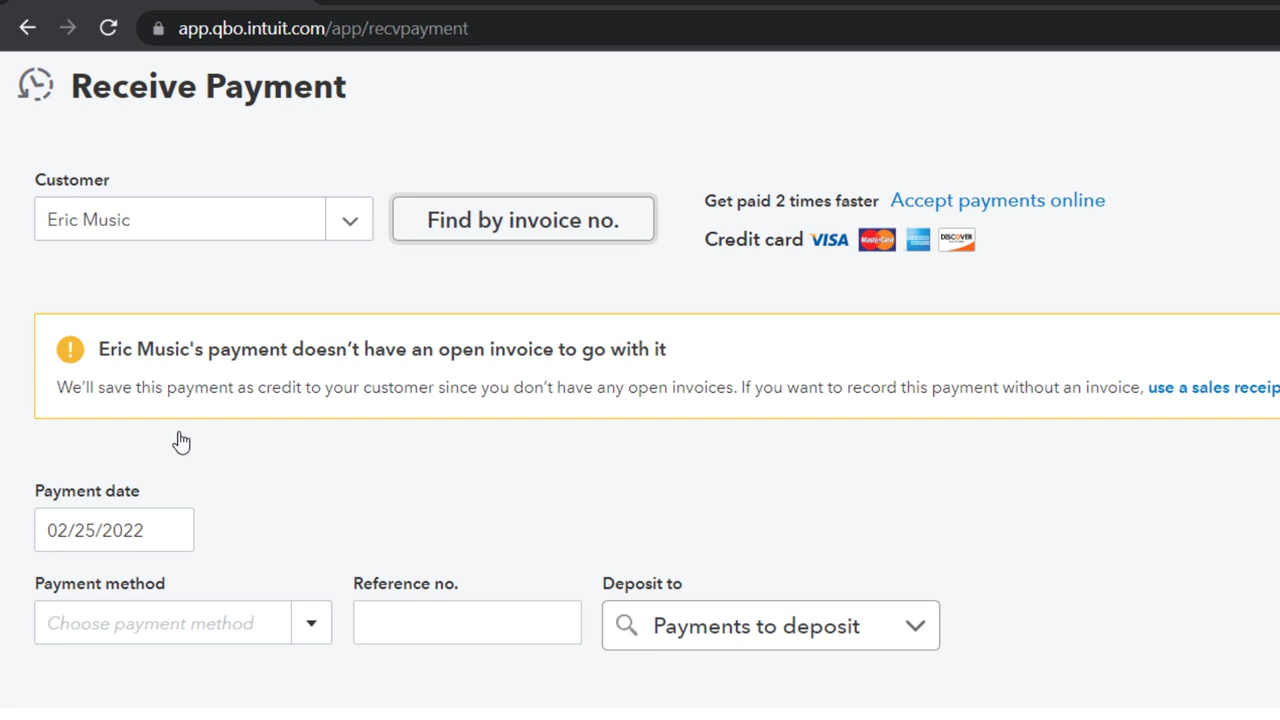 app.qbo.intuit.com/app/recvpayment
Receive Payment
Customer
Eric Music
Find by invoice no.
Get paid 2 times faster Accept payments online
Credit card VISA MasterCard DISCOVER
Eric Music's payment doesn’t have an open invoice to go with it
We’ll save this payment as credit to your customer since you don’t have any open invoices. If you want to record this payment without an invoice, use a sales receip
Payment date
02/25/2022
Payment method Reference no. Deposit to
Choose payment method Payments to deposit